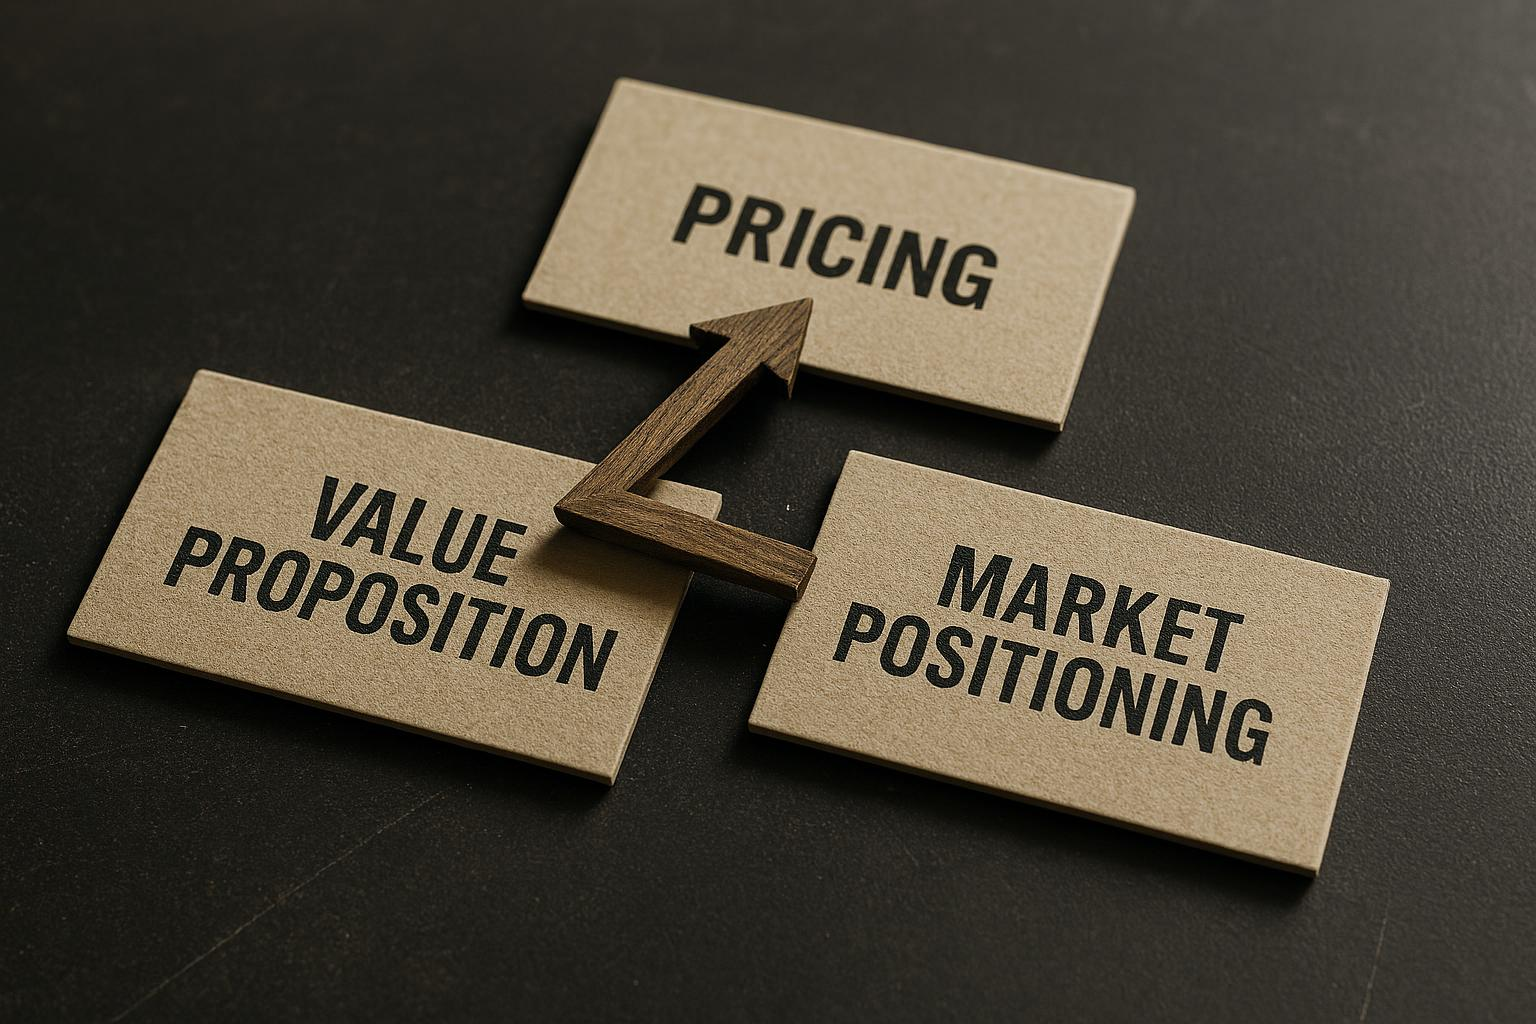 PRICING
VALUE
PROPOSITION
MARKET
POSITIONING